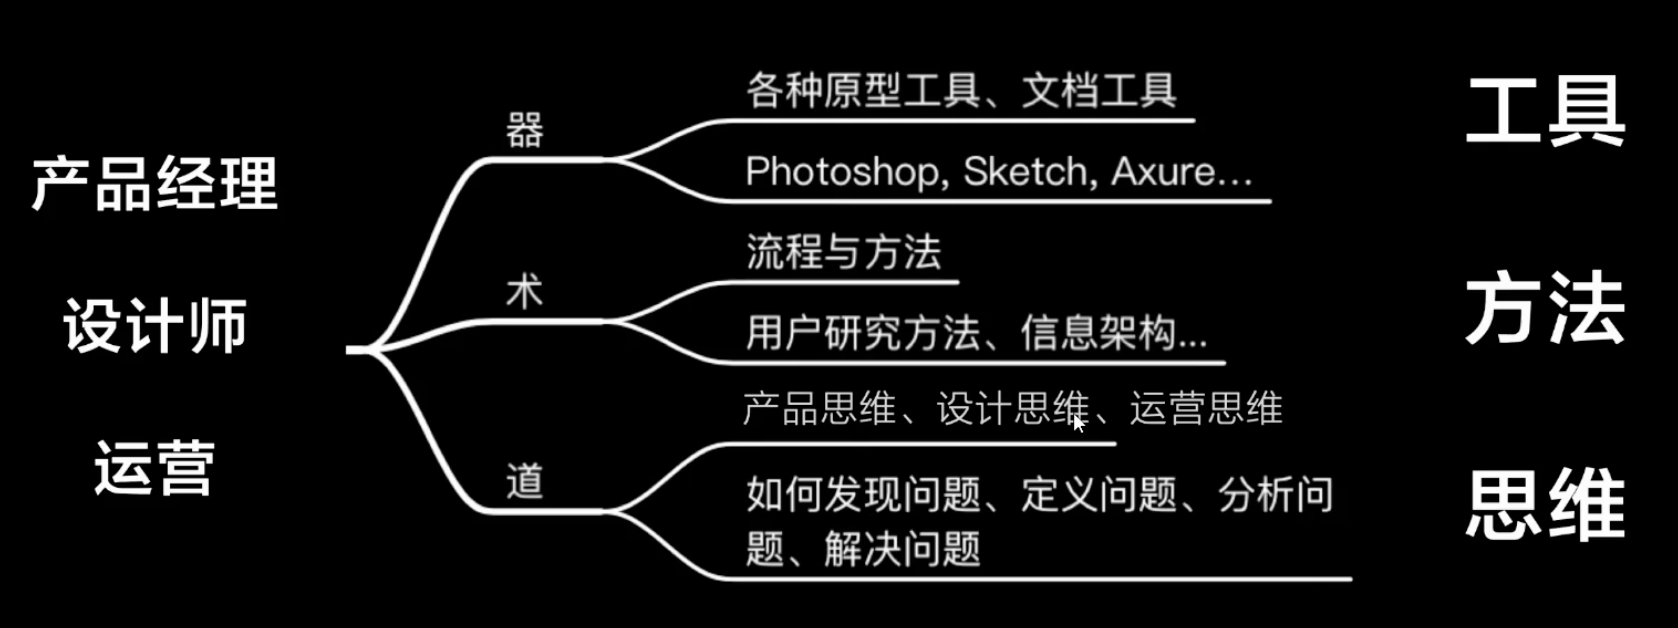 产品经理
设计师
运营
器
各种原型工具、文档工具
Photoshop, Sketch, Axure...
术
流程与方法
用户研究方法、信息架构...
道
产品思维、设计思维、运营思维
如何发现问题、定义问题、分析问
题、解决问题
工具
方法
思维